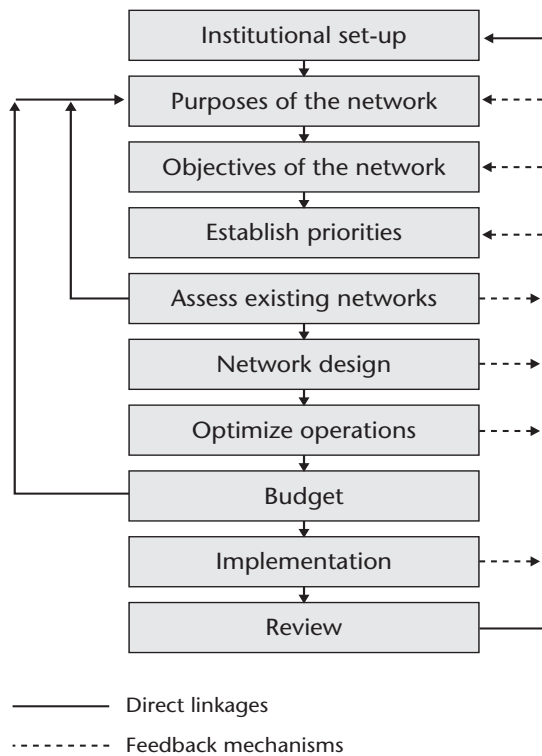 Institutional set-up
Purposes of the network
Objectives of the network
Establish priorities
Assess existing networks
Network design
Optimize operations
Budget
Implementation
Review
Direct linkages
Feedback mechanisms